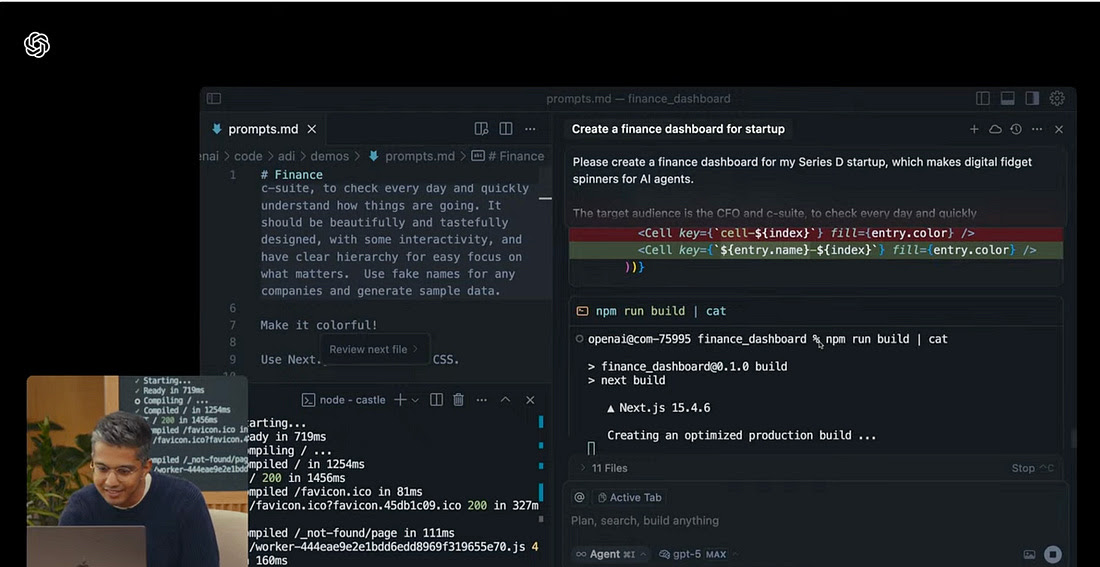 prompts.md — finance_dashboard
prompts.md
nai > code > adi > demos > prompts.md > # Finance
1 # Finance
c-suite, to check every day and quickly
understand how things are going. It
should be beautifully and tastefully
designed, with some interactivity, and
have clear hierarchy for easy focus on
what matters.  Use fake names for any
companies and generate sample data.
6
7 Make it colorful!
8
Review next file >
9 Use Next. CSS.
10
Create a finance dashboard for startup
Please create a finance dashboard for my Series D startup, which makes digital fidget
spinners for AI agents.
The target audience is the CFO and c-suite, to check every day and quickly
<Cell key={`cell-${index}`} fill={entry.color} />
<Cell key={`${entry.name}-${index}`} fill={entry.color} />
))}
npm run build | cat
openai@com-75995 finance_dashboard % npm run build | cat
> finance_dashboard@0.1.0 build
> next build
▲ Next.js 15.4.6
Creating an optimized production build ...
> 11 Files
Stop ^C
@ Active Tab
Plan, search, build anything
∞ Agent ⌘I
gpt-5 MAX
node - castle
arting...
ady in 719ms
mpiling / ...
mpiled / in 1254ms
/ 200 in 1456ms
mpiled /favicon.ico in 81ms
/favicon.ico?favicon.45db1c09.ico 200 in 327m
mpiled /_not-found/page in 111ms
/worker-444eae9e2e1bdd6edd8969f319655e70.js 4
160ms
✓ Starting...
✓ Ready in 719ms
○ Compiling / ...
✓ Compiled / in 1254ms
/ 200 in 1456ms
mpiled /favicon.ico in
/favicon.ico?favicon.4
mpiled /_not-found/pag
/worker-444eae9e2e1bdd